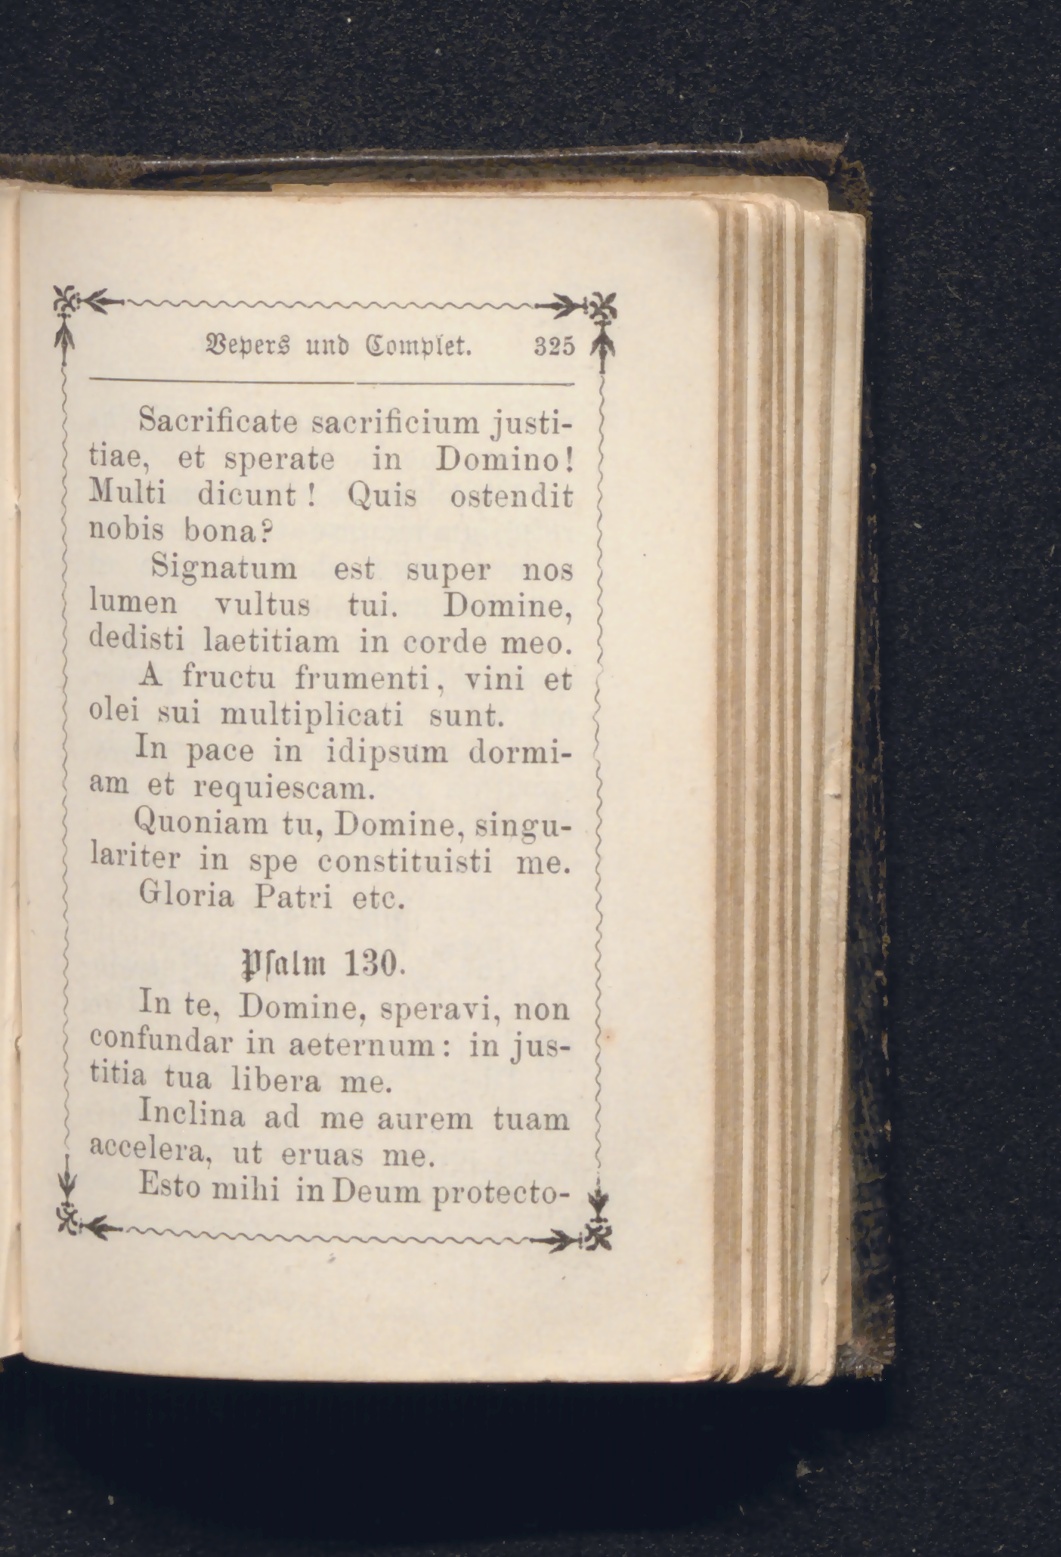 Vepers und Complet. 325
Sacrificate sacrificium justi-
tiae, et sperate in Domino!
Multi dicunt! Quis ostendit
nobis bona?
Signatum est super nos
lumen vultus tui. Domine,
dedisti laetitiam in corde meo.
A fructu frumenti, vini et
olei sui multiplicati sunt.
In pace in idipsum dormi-
am et requiescam.
Quoniam tu, Domine, singu-
lariter in spe constituisti me.
Gloria Patri etc.
Psalm 130.
In te, Domine, speravi, non
confundar in aeternum: in jus-
titia tua libera me.
Inclina ad me aurem tuam
accelera, ut eruas me.
Esto mihi in Deum protecto-